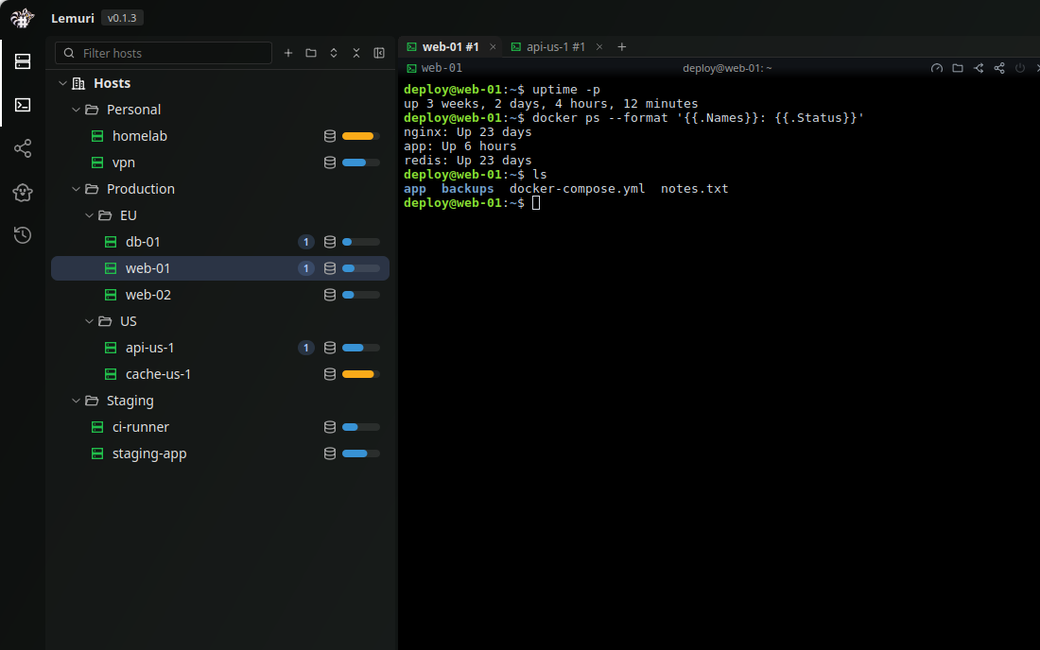 Lemuri v0.1.3
Filter hosts
Hosts
Personal
homelab
vpn
Production
EU
db-01 1
web-01 1
web-02
US
api-us-1 1
cache-us-1
Staging
ci-runner
staging-app
web-01 #1 × api-us-1 #1 × +
web-01 deploy@web-01: ~
deploy@web-01:~$ uptime -p
up 3 weeks, 2 days, 4 hours, 12 minutes
deploy@web-01:~$ docker ps --format '{{.Names}}: {{.Status}}'
nginx: Up 23 days
app: Up 6 hours
redis: Up 23 days
deploy@web-01:~$ ls
app  backups  docker-compose.yml  notes.txt
deploy@web-01:~$